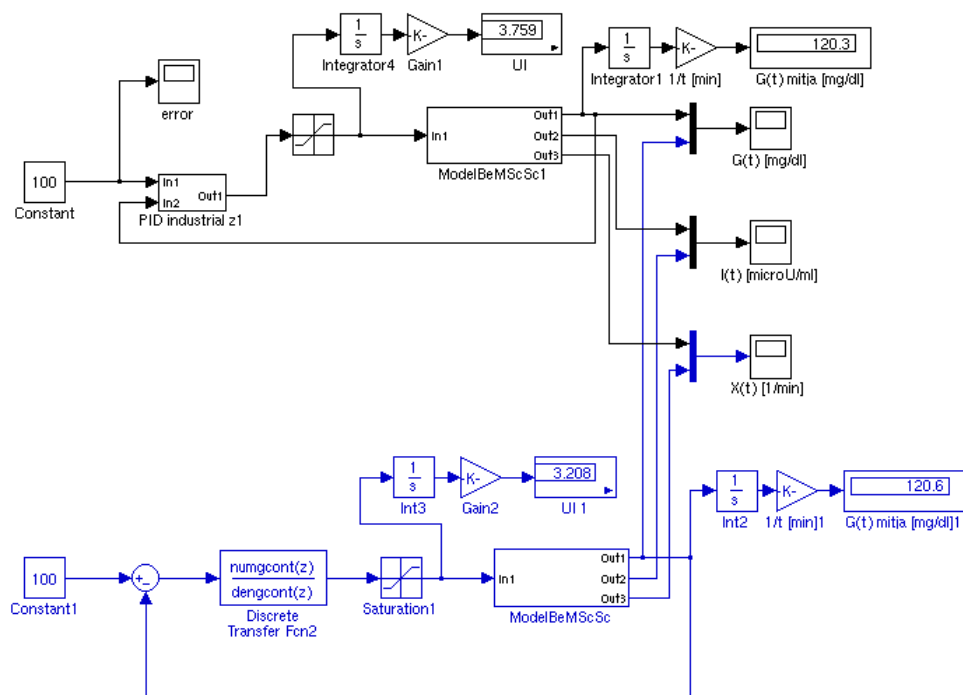 1
s
Integrator4
-K-
Gain1
3.759
UI
1
s
Integrator1
-K-
1/t [min]
120.3
G(t) mitja [mg/dl]
error
In1
Out1
Out2
Out3
ModelBeMScSc1
G(t) [mg/dl]
100
Constant
In1
In2
Out1
PID industrial z1
I(t) [microU/ml]
X(t) [1/min]
1
s
Int3
-K-
Gain2
3.208
UI 1
1
s
Int2
-K-
1/t [min]1
120.6
G(t) mitja [mg/dl]1
100
Constant1
+
-
numgcont(z)
dengcont(z)
Discrete
Transfer Fcn2
Saturation1
In1
Out1
Out2
Out3
ModelBeMScSc